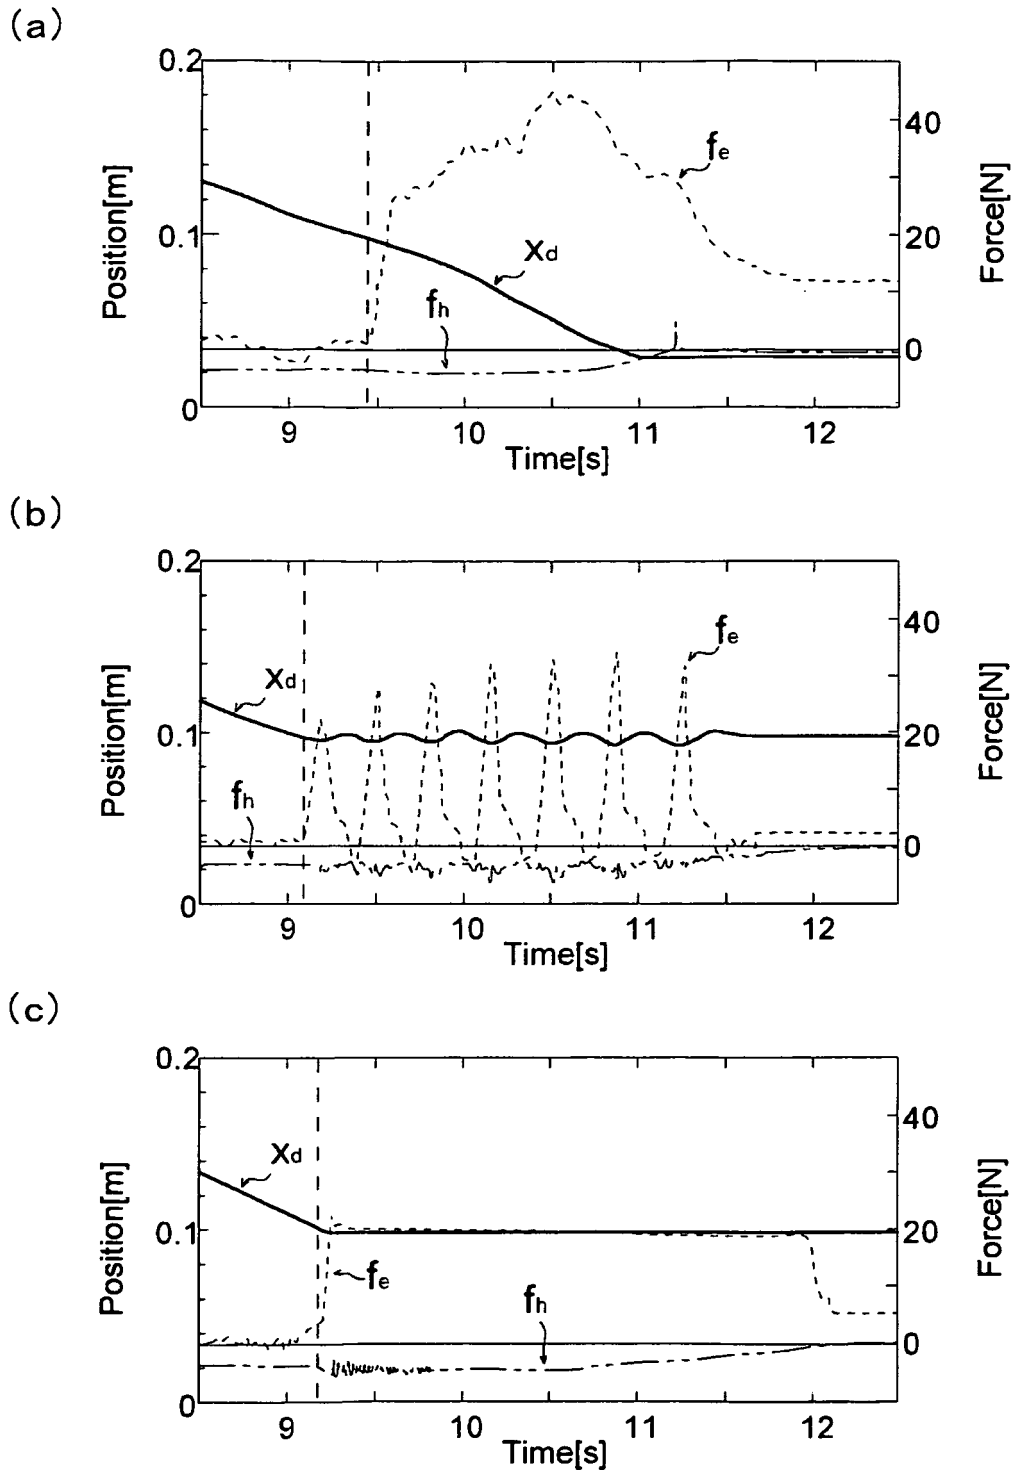 (a)
0.2
0.1
0
Position[m]
40
20
0
Force[N]
fe
xd
fh
9 10 11 12
Time[s]
(b)
0.2
0.1
0
Position[m]
40
20
0
Force[N]
fe
xd
fh
9 10 11 12
Time[s]
(c)
0.2
0.1
0
Position[m]
40
20
0
Force[N]
xd
fe
fh
9 10 11 12
Time[s]